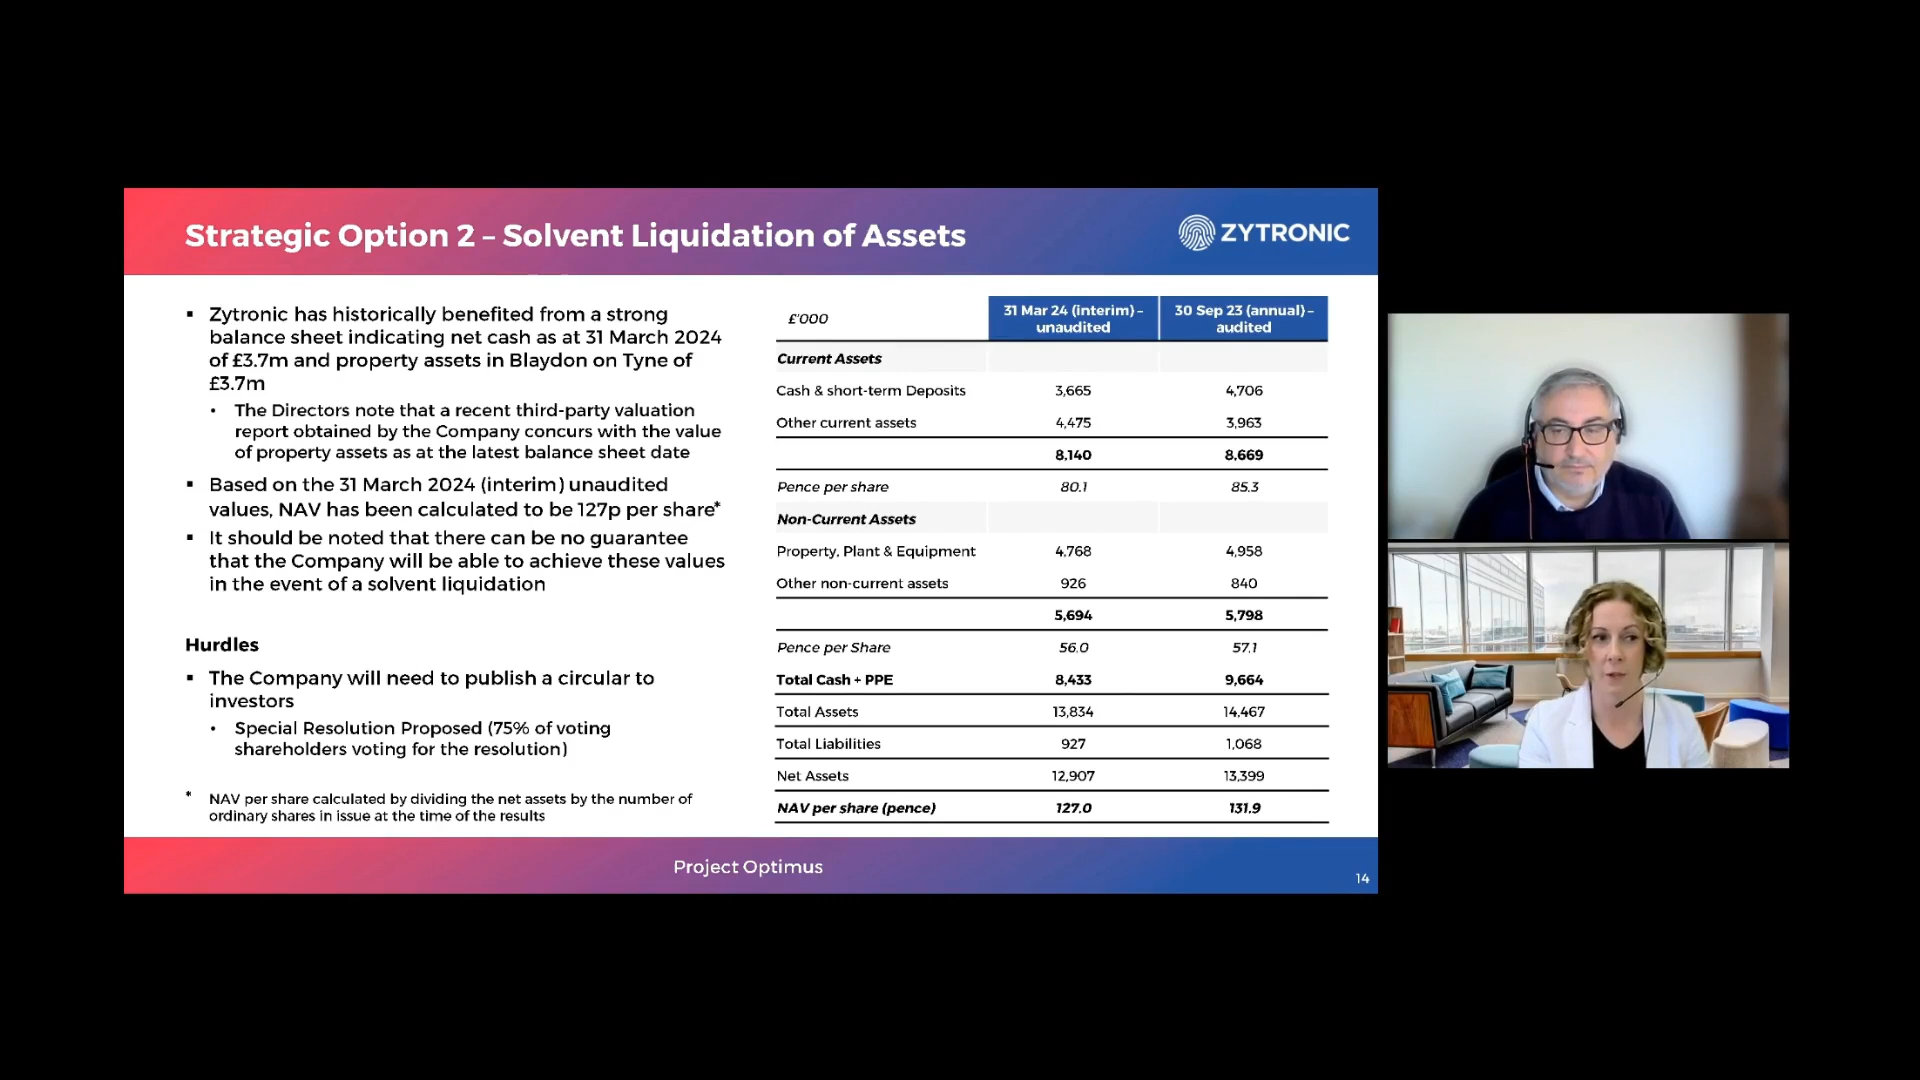 Strategic Option 2 – Solvent Liquidation of Assets
ZYTRONIC
▪ Zytronic has historically benefited from a strong
balance sheet indicating net cash as at 31 March 2024
of £3.7m and property assets in Blaydon on Tyne of
£3.7m
• The Directors note that a recent third-party valuation
report obtained by the Company concurs with the value
of property assets as at the latest balance sheet date
▪ Based on the 31 March 2024 (interim) unaudited
values, NAV has been calculated to be 127p per share*
▪ It should be noted that there can be no guarantee
that the Company will be able to achieve these values
in the event of a solvent liquidation
Hurdles
▪ The Company will need to publish a circular to
investors
• Special Resolution Proposed (75% of voting
shareholders voting for the resolution)
* NAV per share calculated by dividing the net assets by the number of
ordinary shares in issue at the time of the results
£'000 31 Mar 24 (interim) – unaudited 30 Sep 23 (annual) – audited
Current Assets
Cash & short-term Deposits 3,665 4,706
Other current assets 4,475 3,963
8,140 8,669
Pence per share 80.1 85.3
Non-Current Assets
Property, Plant & Equipment 4,768 4,958
Other non-current assets 926 840
5,694 5,798
Pence per Share 56.0 57.1
Total Cash + PPE 8,433 9,664
Total Assets 13,834 14,467
Total Liabilities 927 1,068
Net Assets 12,907 13,399
NAV per share (pence) 127.0 131.9
Project Optimus
14